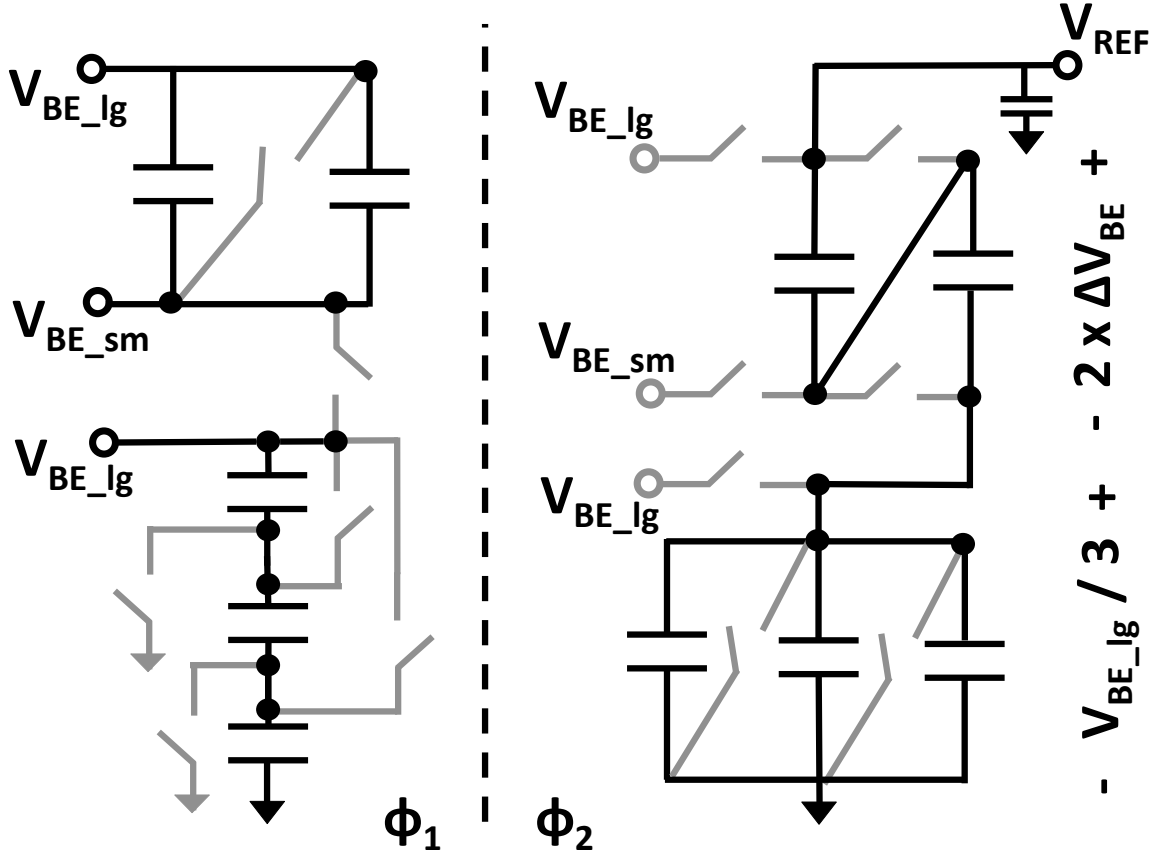 V_BE_lg
V_BE_sm
V_BE_lg
ϕ1
V_REF
V_BE_lg
V_BE_sm
V_BE_lg
ϕ2
- V_BE_lg / 3 + - 2 x ΔV_BE +